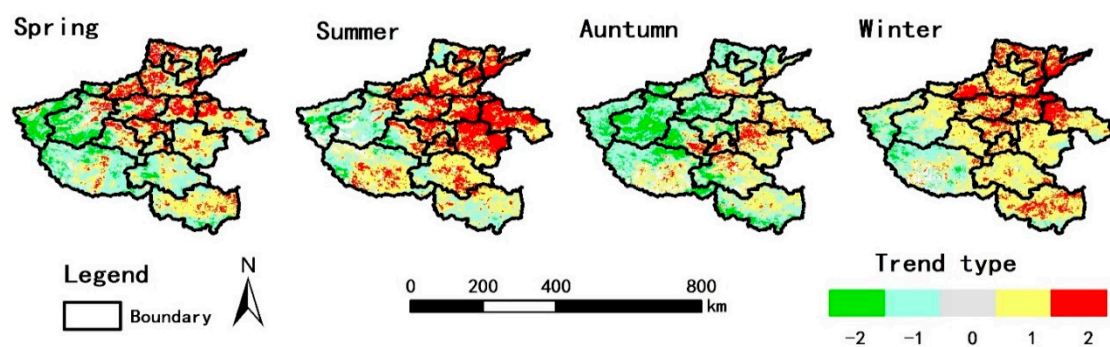 Spring
Summer
Auntumn
Winter
Legend
Boundary
N
0 200 400 800
km
Trend type
-2 -1 0 1 2